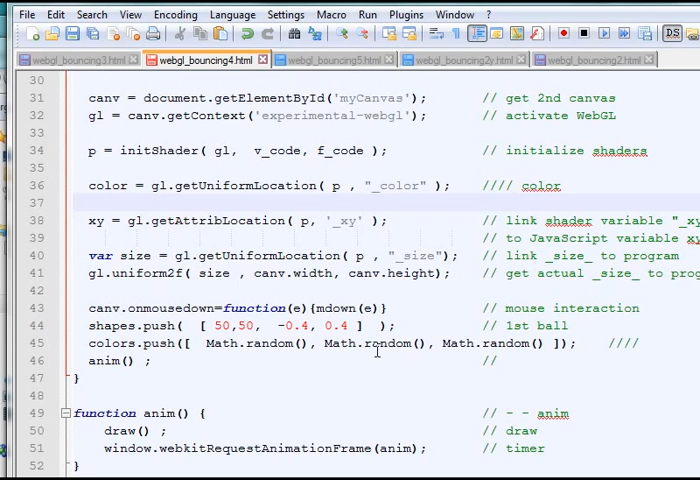 File Edit Search View Encoding Language Settings Macro Run Plugins Window ?
webgl_bouncing3.html webgl_bouncing4.html webgl_bouncing5.html webgl_bouncing2y.html webgl_bouncing2.html
30
31 canv = document.getElementById('myCanvas'); // get 2nd canvas
32 gl = canv.getContext('experimental-webgl'); // activate WebGL
33
34 p = initShader( gl, v_code, f_code ); // initialize shaders
35
36 color = gl.getUniformLocation( p , "_color" ); //// color
37
38 xy = gl.getAttribLocation( p, '_xy' ); // link shader variable "_xy
39 // to JavaScript variable xy
40 var size = gl.getUniformLocation( p , "_size"); // link _size_ to program
41 gl.uniform2f( size , canv.width, canv.height); // get actual _size_ to prog
42
43 canv.onmousedown=function(e){mdown(e)} // mouse interaction
44 shapes.push( [ 50,50, -0.4, 0.4 ] ); // 1st ball
45 colors.push([ Math.random(), Math.random(), Math.random() ]); ////
46 anim() ; //
47 }
48
49 function anim() { // - - anim
50 draw() ; // draw
51 window.webkitRequestAnimationFrame(anim); // timer
52 }